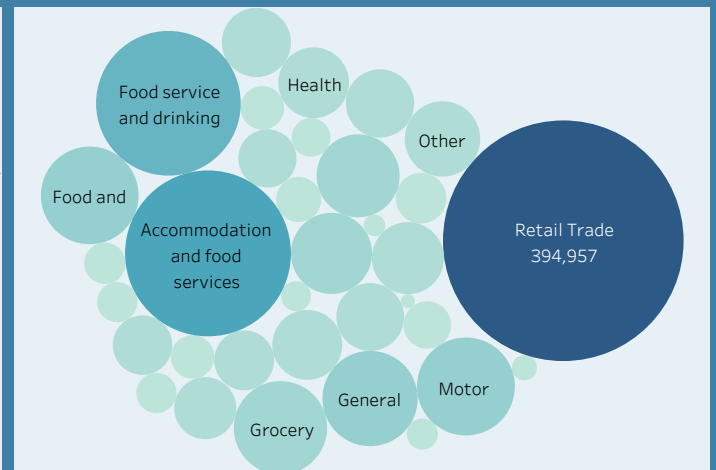 Food service
and drinking
Health
Other
Food and
Accommodation
and food
services
Retail Trade
394,957
Motor
General
Grocery